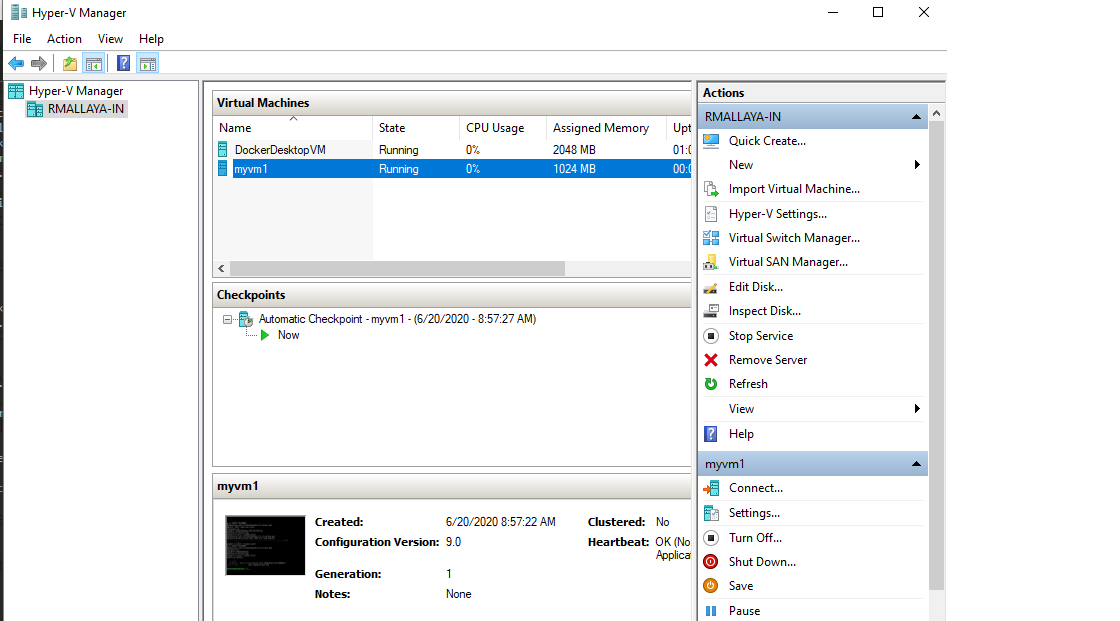 Hyper-V Manager
File Action View Help
Hyper-V Manager
RMALLAYA-IN
Virtual Machines
Name State CPU Usage Assigned Memory Upt
DockerDesktopVM Running 0% 2048 MB 01:0
myvm1 Running 0% 1024 MB 00:0
Checkpoints
Automatic Checkpoint - myvm1 - (6/20/2020 - 8:57:27 AM)
Now
myvm1
Created: 6/20/2020 8:57:22 AM Clustered: No
Configuration Version: 9.0 Heartbeat: OK (No
Applicat
Generation: 1
Notes: None
Actions
RMALLAYA-IN
Quick Create...
New
Import Virtual Machine...
Hyper-V Settings...
Virtual Switch Manager...
Virtual SAN Manager...
Edit Disk...
Inspect Disk...
Stop Service
Remove Server
Refresh
View
Help
myvm1
Connect...
Settings...
Turn Off...
Shut Down...
Save
Pause